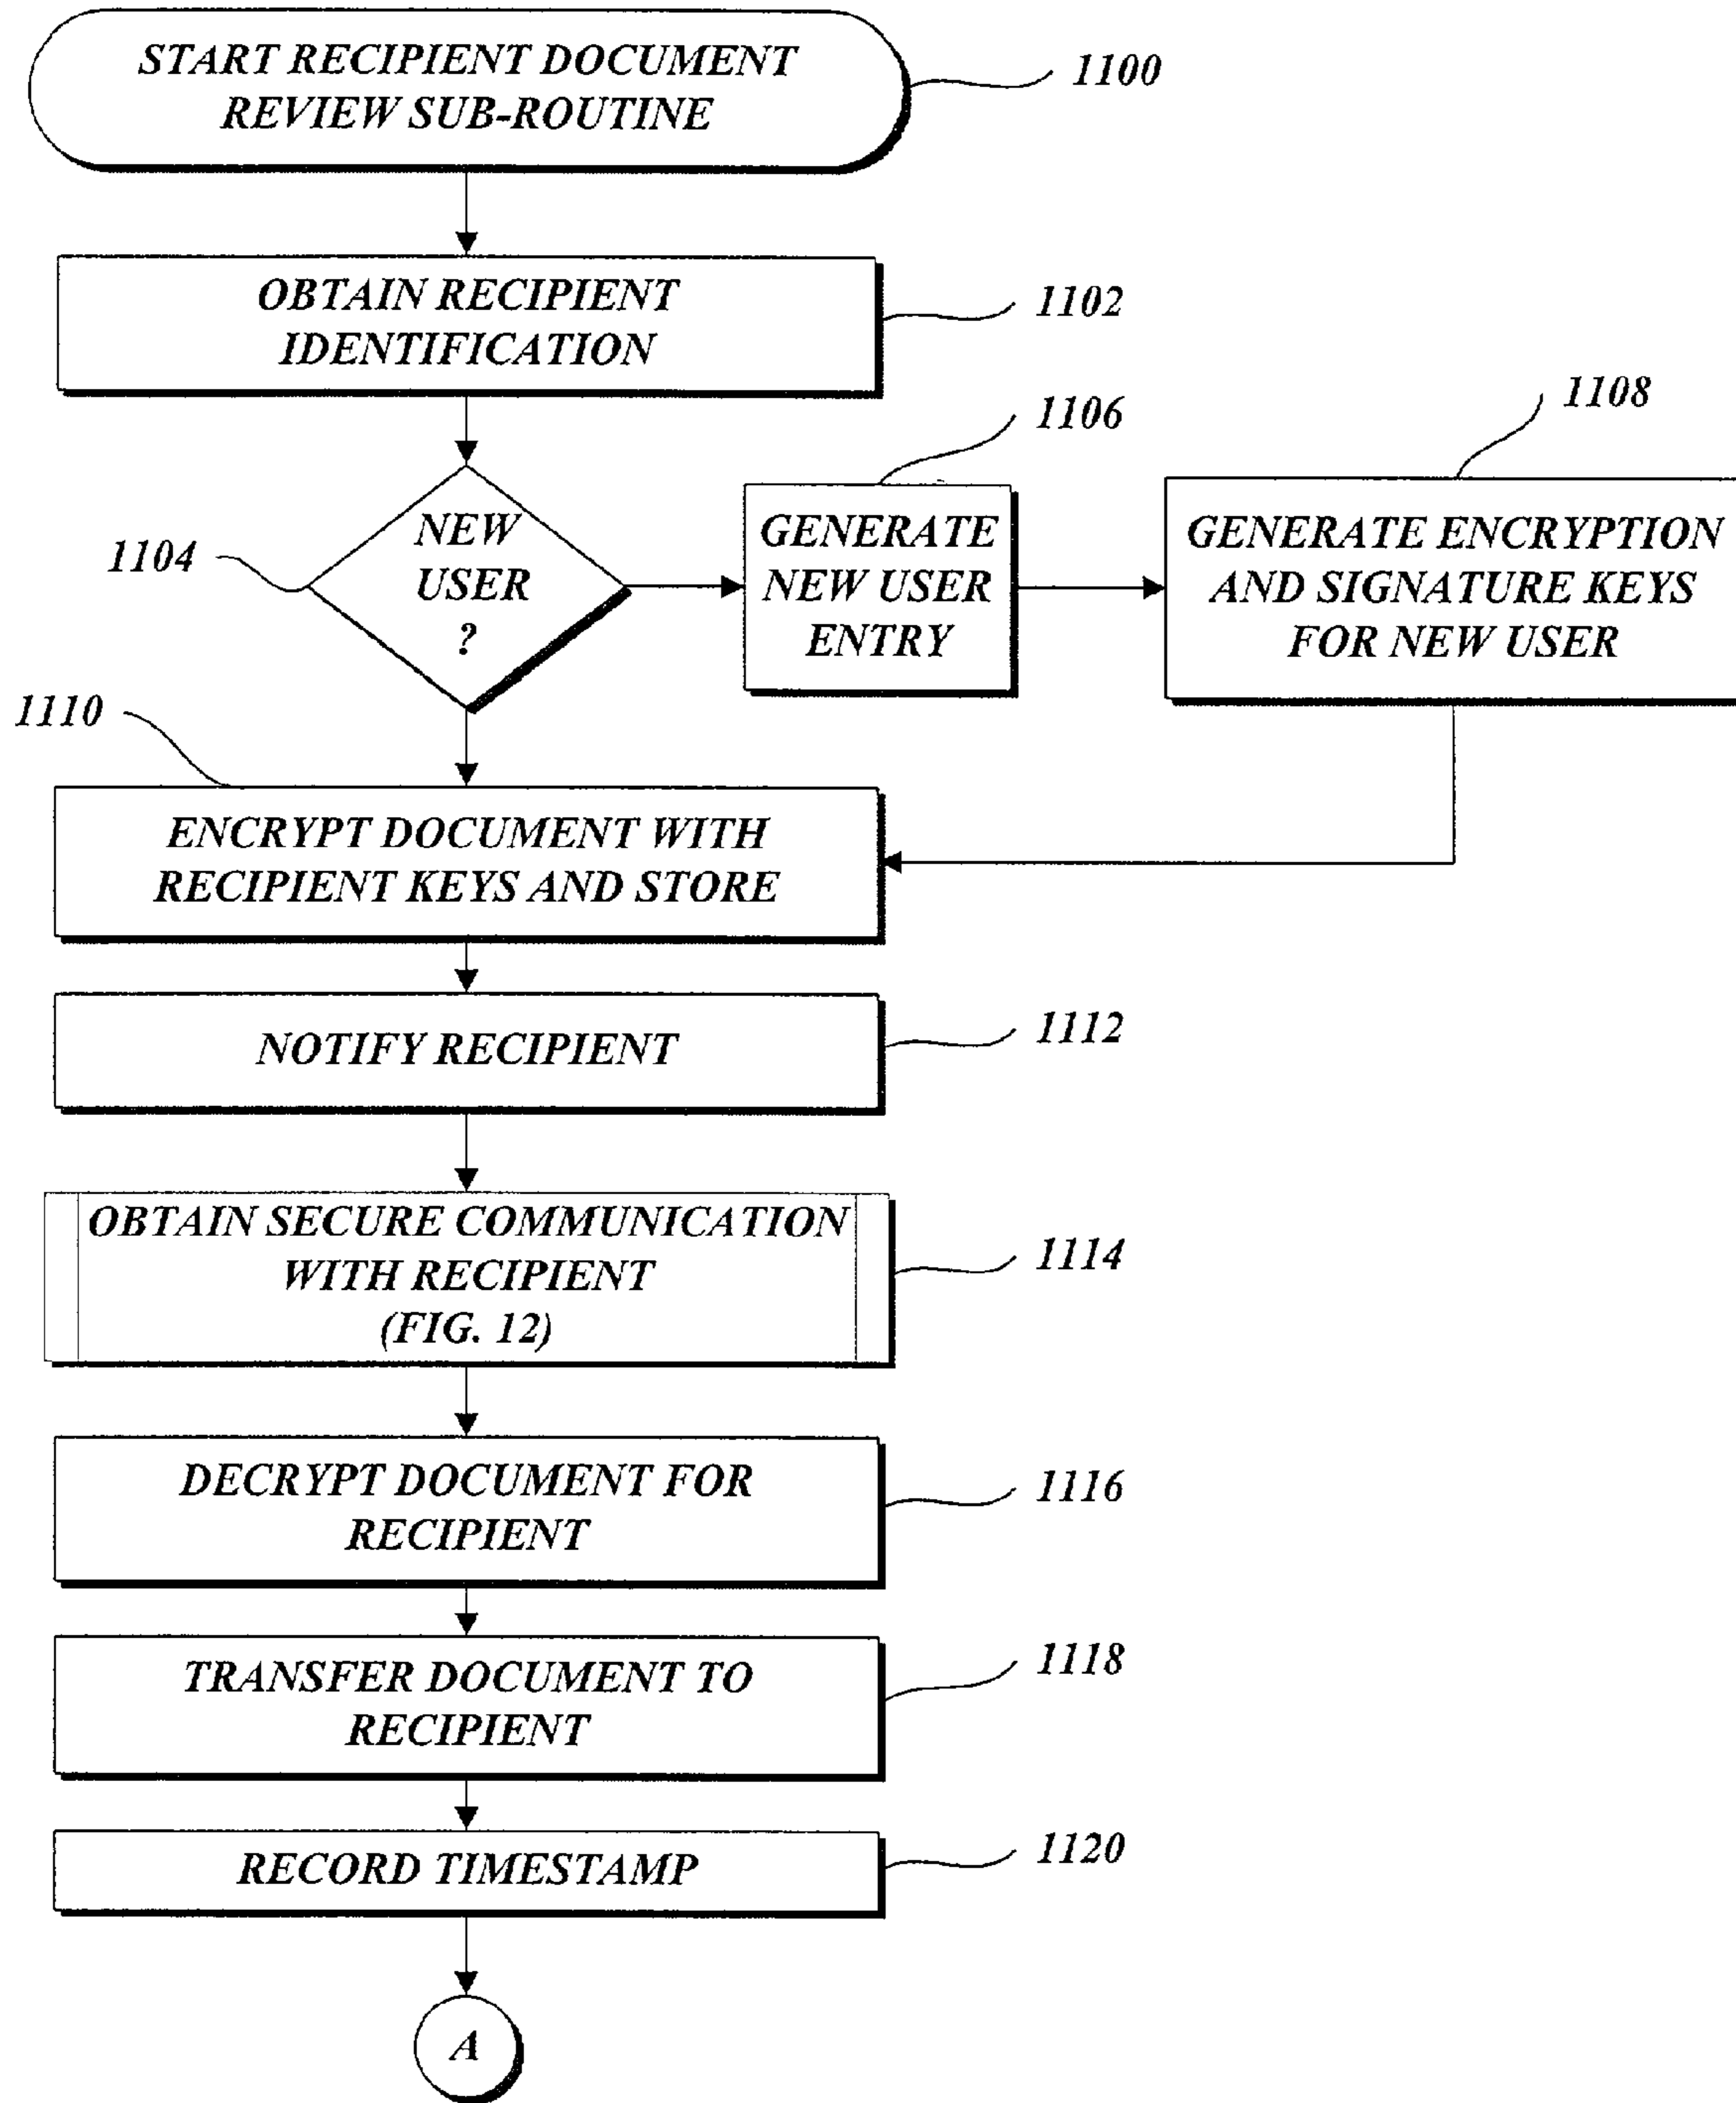 START RECIPIENT DOCUMENT
REVIEW SUB-ROUTINE
1100
OBTAIN RECIPIENT
IDENTIFICATION
1102
NEW
USER
?
1104
GENERATE
NEW USER
ENTRY
1106
GENERATE ENCRYPTION
AND SIGNATURE KEYS
FOR NEW USER
1108
1110
ENCRYPT DOCUMENT WITH
RECIPIENT KEYS AND STORE
NOTIFY RECIPIENT
1112
OBTAIN SECURE COMMUNICATION
WITH RECIPIENT
(FIG. 12)
1114
DECRYPT DOCUMENT FOR
RECIPIENT
1116
TRANSFER DOCUMENT TO
RECIPIENT
1118
RECORD TIMESTAMP
1120
A